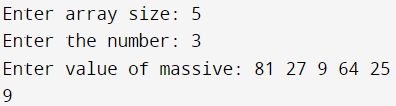 Enter array size: 5
Enter the number: 3
Enter value of massive: 81 27 9 64 25
9